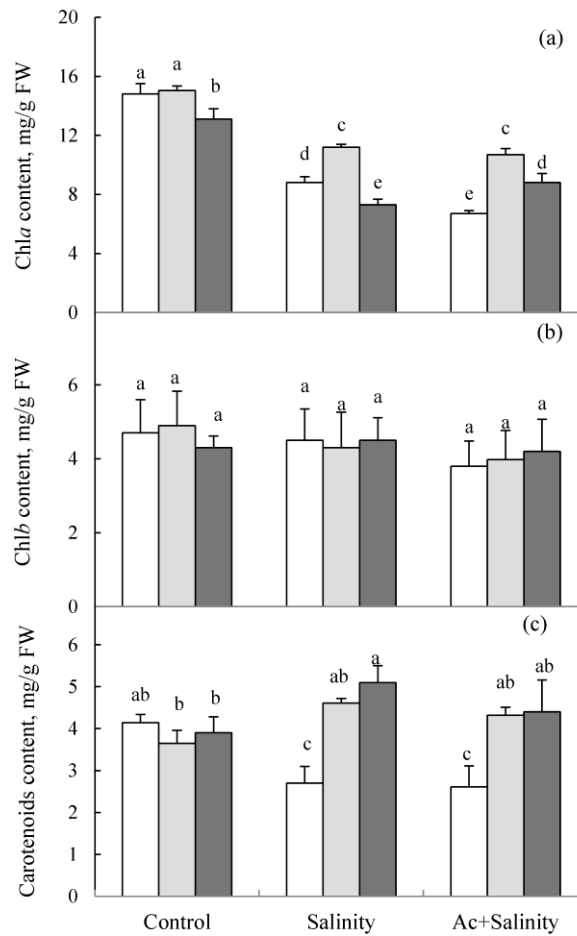 20
16
12
8
4
0
Chla content, mg/g FW
(a)
a
a
b
d
c
e
e
c
d
6
4
2
0
Chlb content, mg/g FW
(b)
a
a
a
a
a
a
a
a
a
6
5
4
3
2
1
0
Carotenoids content, mg/g FW
(c)
ab
b
b
c
ab
a
c
ab
ab
Control
Salinity
Ac+Salinity